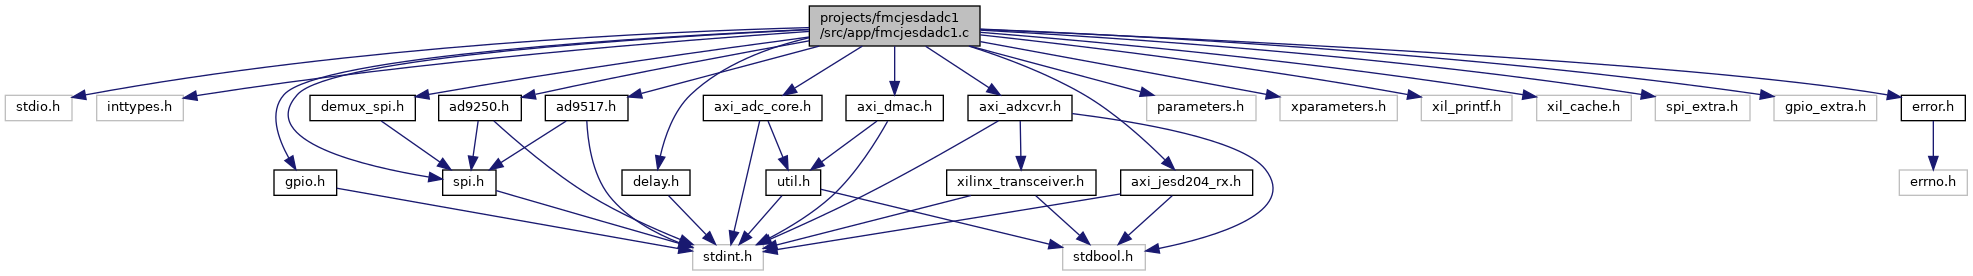 projects/fmcjesdadc1
/src/app/fmcjesdadc1.c
stdio.h
inttypes.h
demux_spi.h
ad9250.h
ad9517.h
axi_adc_core.h
axi_dmac.h
axi_adxcvr.h
parameters.h
xparameters.h
xil_printf.h
xil_cache.h
spi_extra.h
gpio_extra.h
error.h
gpio.h
spi.h
delay.h
util.h
xilinx_transceiver.h
axi_jesd204_rx.h
errno.h
stdint.h
stdbool.h